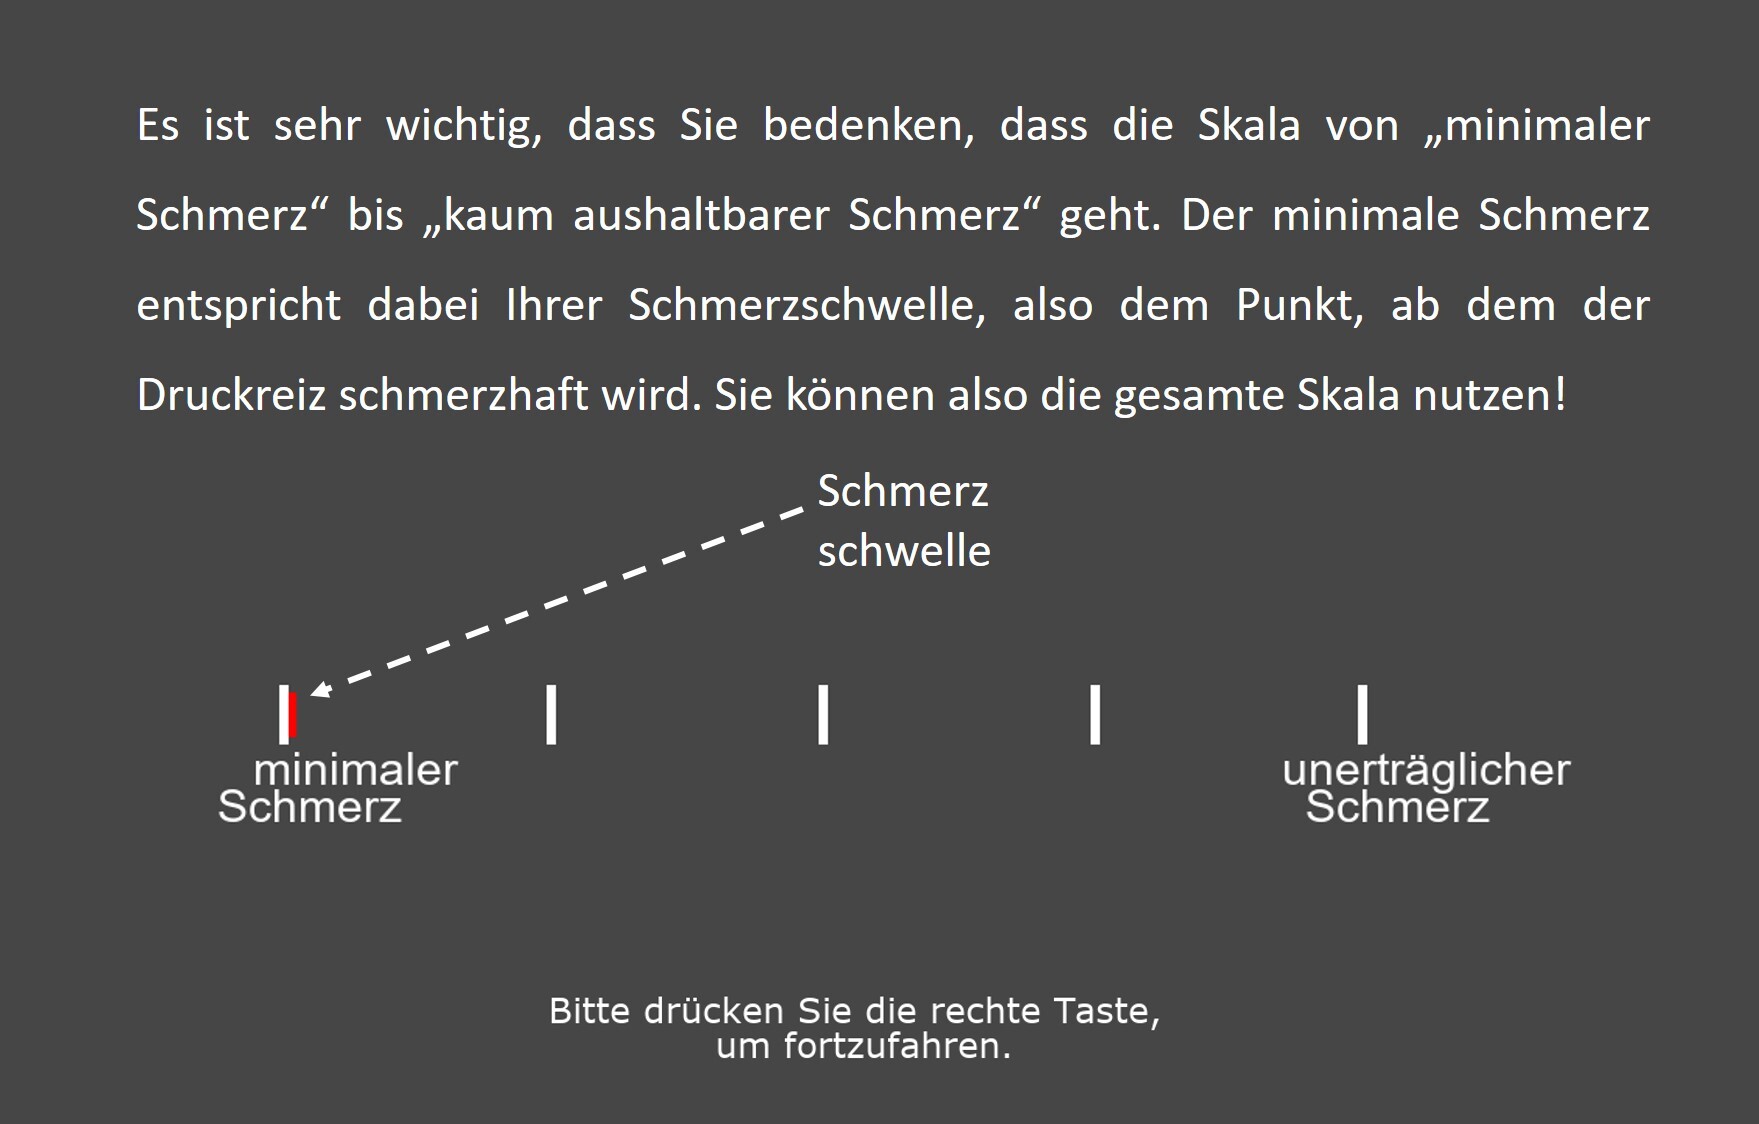 Es ist sehr wichtig, dass Sie bedenken, dass die Skala von „minimaler
Schmerz“ bis „kaum aushaltbarer Schmerz“ geht. Der minimale Schmerz
entspricht dabei Ihrer Schmerzschwelle, also dem Punkt, ab dem der
Druckreiz schmerzhaft wird. Sie können also die gesamte Skala nutzen!
Schmerz
schwelle
minimaler
Schmerz
unerträglicher
Schmerz
Bitte drücken Sie die rechte Taste,
um fortzufahren.